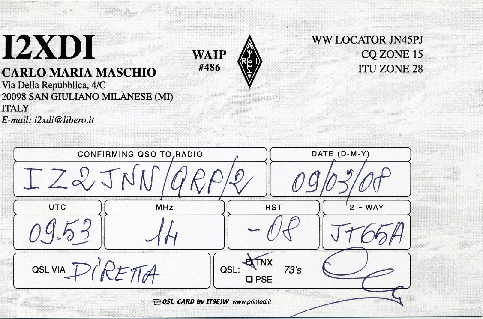 I2XDI
WAIP
#486
WW LOCATOR JN45PJ
CQ ZONE 15
ITU ZONE 28
CARLO MARIA MASCHIO
Via Della Repubblica, 4/C
20098 SAN GIULIANO MILANESE (MI)
ITALY
E-mail: i2xdi@libero.it
CONFIRMING QSO TO RADIO
DATE (D-M-Y)
IZ2JNN/QRP/2
09/03/08
UTC
MHz
RST
2 - WAY
09.53
14
-08
JT65A
QSL VIA DIRETTA
QSL: TNX 73's
PSE
QSL CARD By IT9EJW www.printed.it